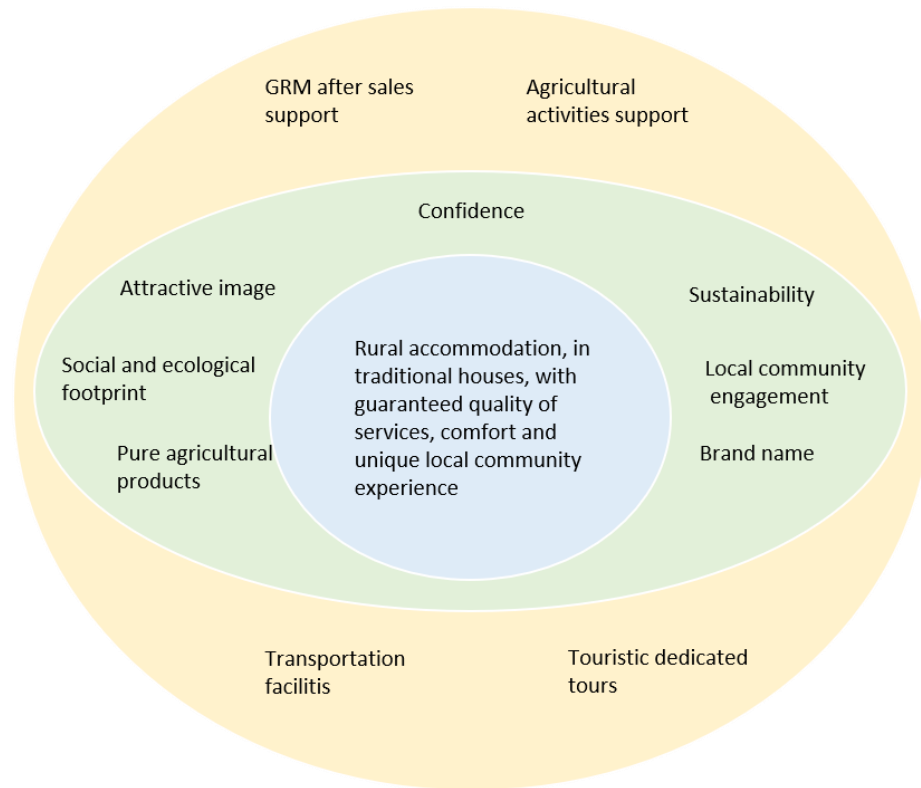 GRM after sales
support
Agricultural
activities support
Confidence
Attractive image
Sustainability
Social and ecological
footprint
Local community
engagement
Pure agricultural
products
Brand name
Rural accommodation, in
traditional houses, with
guaranteed quality of
services, comfort and
unique local community
experience
Transportation
facilitis
Touristic dedicated
tours